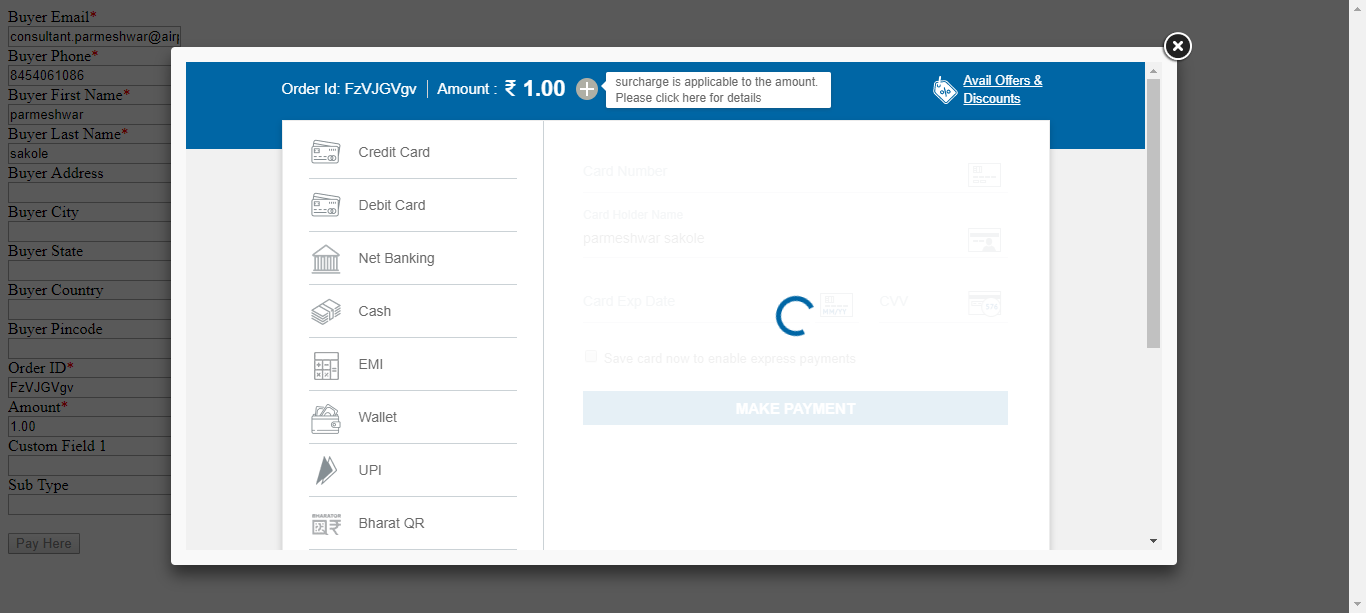 Buyer Email*
consultant.parmeshwar@airp
Buyer Phone*
8454061086
Buyer First Name*
parmeshwar
Buyer Last Name*
sakole
Buyer Address
Buyer City
Buyer State
Buyer Country
Buyer Pincode
Order ID*
FzVJGVgv
Amount*
1.00
Custom Field 1
Sub Type
Pay Here
Order Id: FzVJGVgv Amount : ₹ 1.00
surcharge is applicable to the amount.
Please click here for details
Avail Offers &
Discounts
Credit Card
Debit Card
Net Banking
Cash
EMI
Wallet
UPI
BHARATQR
Bharat QR
Card Number
Card Holder Name
parmeshwar sakole
Card Exp Date
MM/YY
CVV
Save card now to enable express payments
MAKE PAYMENT